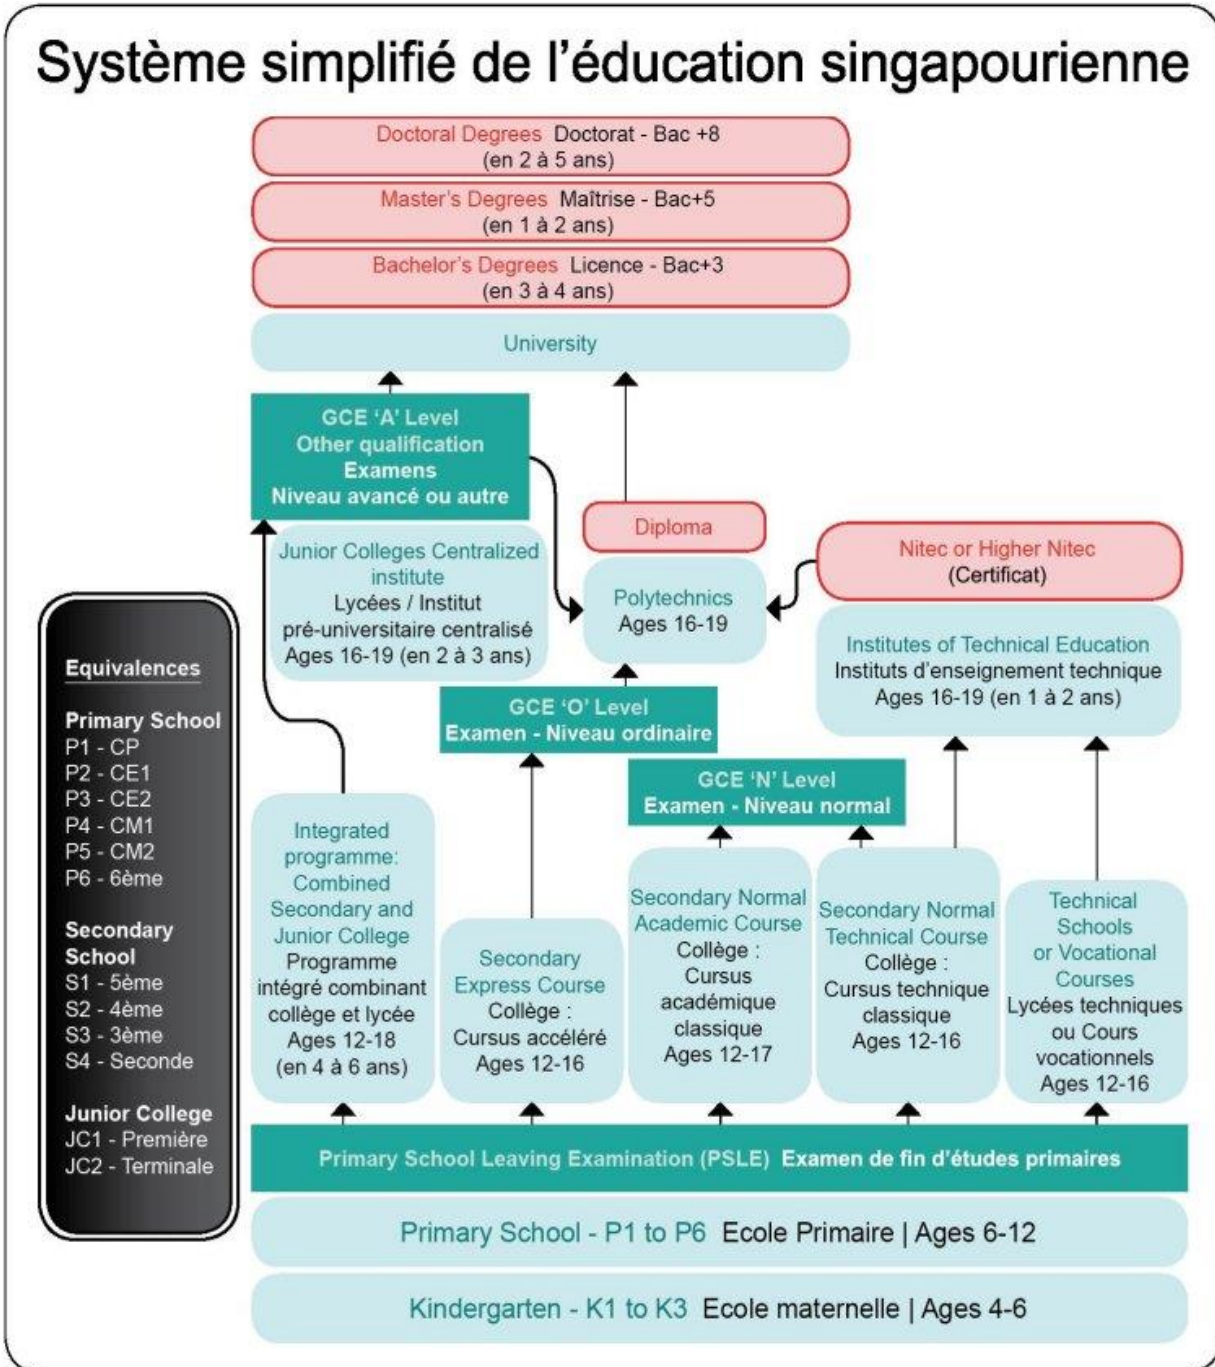 Système simplifié de l'éducation singapourienne
Doctoral Degrees Doctorat - Bac +8
(en 2 à 5 ans)
Master's Degrees Maîtrise - Bac+5
(en 1 à 2 ans)
Bachelor's Degrees Licence - Bac+3
(en 3 à 4 ans)
University
GCE 'A' Level
Other qualification
Examens
Niveau avancé ou autre
Junior Colleges Centralized
institute
Lycées / Institut
pré-universitaire centralisé
Ages 16-19 (en 2 à 3 ans)
Diploma
Polytechnics
Ages 16-19
Nitec or Higher Nitec
(Certificat)
Institutes of Technical Education
Instituts d'enseignement technique
Ages 16-19 (en 1 à 2 ans)
GCE 'O' Level
Examen - Niveau ordinaire
GCE 'N' Level
Examen - Niveau normal
Integrated
programme:
Combined
Secondary and
Junior College
Programme
intégré combinant
collège et lycée
Ages 12-18
(en 4 à 6 ans)
Secondary
Express Course
Collège :
Cursus accéléré
Ages 12-16
Secondary Normal
Academic Course
Collège :
Cursus
académique
classique
Ages 12-17
Secondary Normal
Technical Course
Collège :
Cursus technique
classique
Ages 12-16
Technical
Schools
or Vocational
Courses
Lycées techniques
ou Cours
vocationnels
Ages 12-16
Primary School Leaving Examination (PSLE) Examen de fin d'études primaires
Primary School - P1 to P6 Ecole Primaire | Ages 6-12
Kindergarten - K1 to K3 Ecole maternelle | Ages 4-6
Equivalences
Primary School
P1 - CP
P2 - CE1
P3 - CE2
P4 - CM1
P5 - CM2
P6 - 6ème
Secondary
School
S1 - 5ème
S2 - 4ème
S3 - 3ème
S4 - Seconde
Junior College
JC1 - Première
JC2 - Terminale